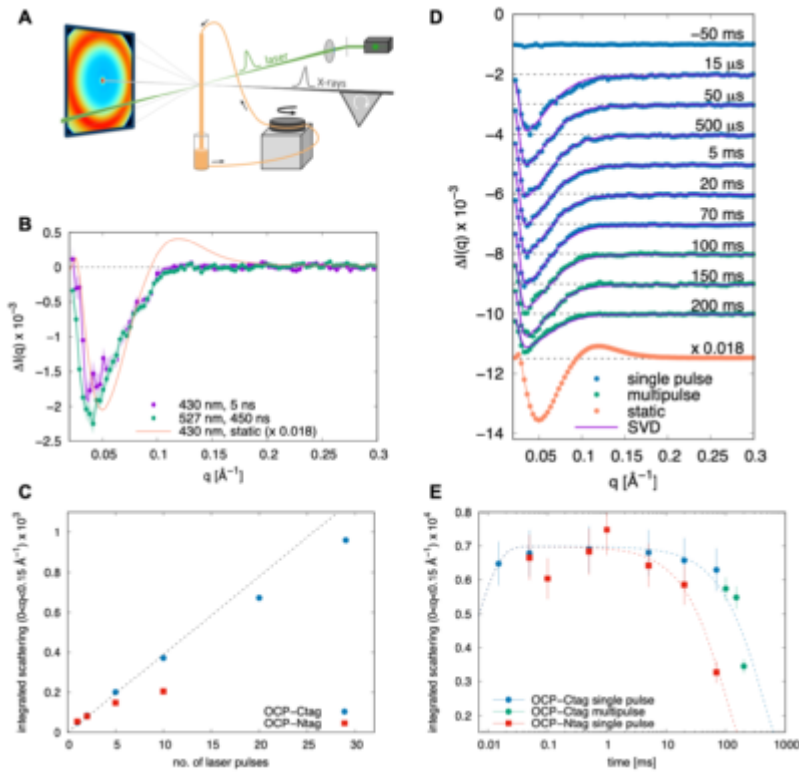 A
laser
X-rays
B
ΔI(q) x 10⁻³
0.5
0
−0.5
−1
−1.5
−2
−2.5
430 nm, 5 ns
527 nm, 450 ns
430 nm, static (x 0.018)
0.05 0.1 0.15 0.2 0.25 0.3
q [Å⁻¹]
C
integrated scattering (0<q<0.15 Å⁻¹) x 10³
1
0.8
0.6
0.4
0.2
0
OCP−Ctag
OCP−Ntag
0 5 10 15 20 25 30
no. of laser pulses
D
ΔI(q) x 10⁻³
0
−2
−4
−6
−8
−10
−12
−14
−50 ms
15 μs
50 μs
500 μs
5 ms
20 ms
70 ms
100 ms
150 ms
200 ms
x 0.018
single pulse
multipulse
static
SVD
0.05 0.1 0.15 0.2 0.25 0.3
q [Å⁻¹]
E
integrated scattering (0<q<0.15 Å⁻¹) x 10⁴
0.8
0.7
0.6
0.5
0.4
0.3
0.2
OCP−Ctag single pulse
OCP−Ctag multipulse
OCP−Ntag single pulse
0.01 0.1 1 10 100 1000
time [ms]